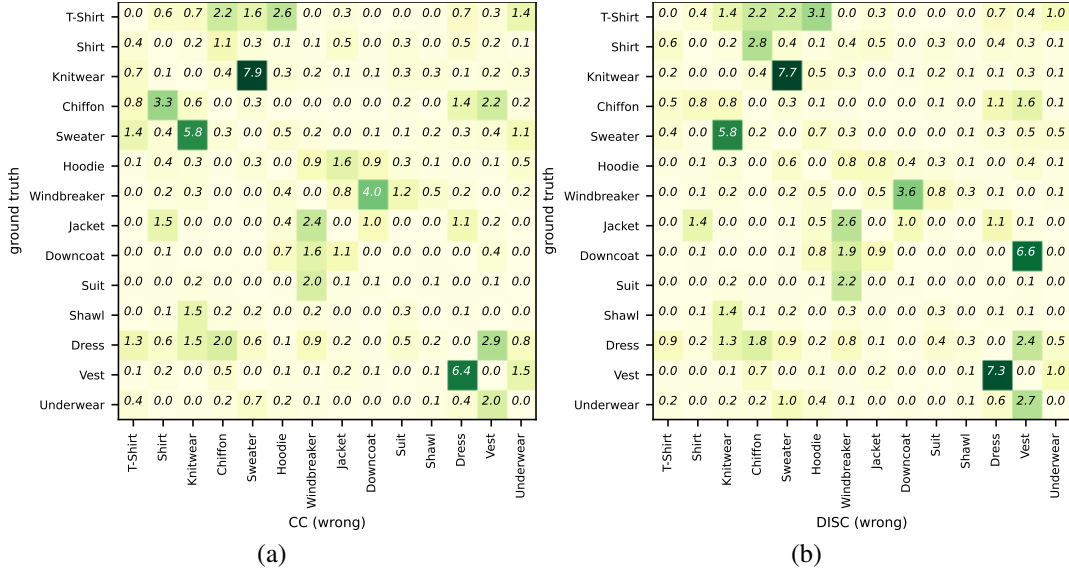 T-Shirt 0.0 0.6 0.7 2.2 1.6 2.6 0.0 0.0 0.0 0.0 0.0 0.7 0.3 1.4
Shirt 0.4 0.0 0.2 1.1 0.3 0.1 0.1 0.5 0.0 0.3 0.0 0.5 0.2 0.1
Knitwear 0.7 0.1 0.0 0.4 7.9 0.3 0.2 0.1 0.1 0.3 0.3 0.1 0.2 0.3
Chiffon 0.8 3.3 0.6 0.0 0.3 0.0 0.0 0.0 0.0 0.2 0.0 1.4 2.2 0.2
Sweater 1.4 0.4 5.8 0.3 0.0 0.5 0.2 0.0 0.1 0.1 0.2 0.3 0.4 1.1
Hoodie 0.1 0.4 0.3 0.0 0.3 0.0 0.9 1.6 0.9 0.3 0.1 0.0 0.1 0.5
Windbreaker 0.0 0.2 0.3 0.0 0.0 0.4 0.0 0.8 4.0 1.2 0.5 0.2 0.0 0.2
Jacket 0.0 1.5 0.0 0.0 0.0 0.4 2.4 0.0 1.0 0.0 0.0 1.1 0.2 0.0
Downcoat 0.0 0.0 0.0 0.0 0.0 0.7 1.6 1.1 0.0 0.0 0.0 0.0 0.4 0.0
Suit 0.0 0.0 0.2 0.0 0.0 0.0 2.0 0.1 0.0 0.0 0.0 0.0 0.0 0.0
Shawl 0.0 0.1 1.5 0.2 0.2 0.0 0.2 0.1 0.1 0.3 0.0 0.1 0.0 0.0
Dress 1.3 0.6 1.5 2.0 0.6 0.1 0.9 0.2 0.0 0.5 0.3 0.0 2.9 0.8
Vest 0.1 0.2 0.0 0.5 0.0 0.1 0.1 0.2 0.1 0.0 0.1 6.4 0.0 1.5
Underwear 0.4 0.0 0.0 0.2 0.7 0.2 0.1 0.0 0.0 0.0 0.1 0.4 2.0 0.0
ground truth
T-Shirt Shirt Knitwear Chiffon Sweater Hoodie Windbreaker Jacket Downcoat Suit Shawl Dress Vest Underwear
CC (wrong)
(a)
T-Shirt 0.0 0.4 1.4 2.2 2.2 3.1 0.0 0.0 0.0 0.0 0.0 0.7 0.4 1.0
Shirt 0.6 0.0 0.2 2.8 0.4 0.1 0.4 0.5 0.0 0.3 0.0 0.4 0.3 0.1
Knitwear 0.2 0.0 0.0 0.4 7.7 0.5 0.3 0.1 0.0 0.1 0.2 0.1 0.1 0.2
Chiffon 0.5 0.8 0.8 0.0 0.3 0.0 0.1 0.0 0.0 0.0 0.0 1.1 1.6 0.1
Sweater 0.4 0.0 5.8 0.2 0.0 0.7 0.3 0.0 0.0 0.1 0.1 0.3 0.5 0.5
Hoodie 0.0 0.1 0.3 0.0 0.6 0.0 0.8 0.8 0.4 0.3 0.1 0.0 0.4 0.1
Windbreaker 0.0 0.1 0.2 0.0 0.2 0.5 0.0 0.5 3.6 0.8 0.3 0.1 0.0 0.1
Jacket 0.0 1.4 0.0 0.0 0.1 0.5 2.6 0.0 1.0 0.0 0.0 1.1 0.1 0.0
Downcoat 0.0 0.0 0.0 0.0 0.1 0.8 1.9 0.9 0.0 0.0 0.0 0.0 6.6 0.0
Suit 0.0 0.0 0.2 0.0 0.0 0.0 2.2 0.0 0.0 0.0 0.0 0.0 0.0 0.0
Shawl 0.0 0.1 1.4 0.1 0.2 0.0 0.3 0.0 0.0 0.3 0.0 0.1 0.1 0.0
Dress 0.9 0.2 1.3 1.8 0.9 0.1 0.8 0.1 0.0 0.4 0.3 0.0 2.4 0.5
Vest 0.1 0.0 0.0 0.7 0.0 0.1 0.0 0.2 0.0 0.0 0.0 7.3 0.0 1.0
Underwear 0.2 0.0 0.0 0.2 1.0 0.4 0.1 0.0 0.0 0.0 0.1 0.6 2.7 0.0
ground truth
T-Shirt Shirt Knitwear Chiffon Sweater Hoodie Windbreaker Jacket Downcoat Suit Shawl Dress Vest Underwear
DISC (wrong)
(b)